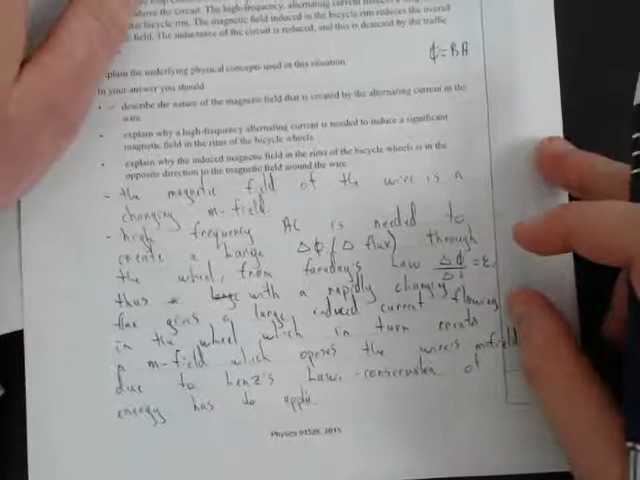 above the circuit. The high-frequency, alternating current
bicycle rim. The magnetic field induced in the bicycle rim reduces the overall
field. The inductance of the circuit is reduced, and this is detected by the traffic
Φ = BA
plain the underlying physical concepts used in this situation.
In your answer you should
describe the nature of the magnetic field that is created by the alternating current in the
wire
• explain why a high-frequency alternating current is needed to induce a significant
magnetic field in the rims of the bicycle wheels
• explain why the induced magnetic field in the rims of the bicycle wheels is in the
opposite direction to the magnetic field around the wire.
- the magnetic field of the wire is a
changing m-field.
- high frequency AC is needed to
create a large ΔΦ (Δ flux) through
the wheel, from faraday's Law ΔΦ/Δt = ε.
thus with a rapidly changing
flux gives a large induced current flowing
in the wheel which in turn creats
a m-field which oposes the wire's mfield
due to Lenz's Law. - conservation of
energy has to
Physics 91526, 2015